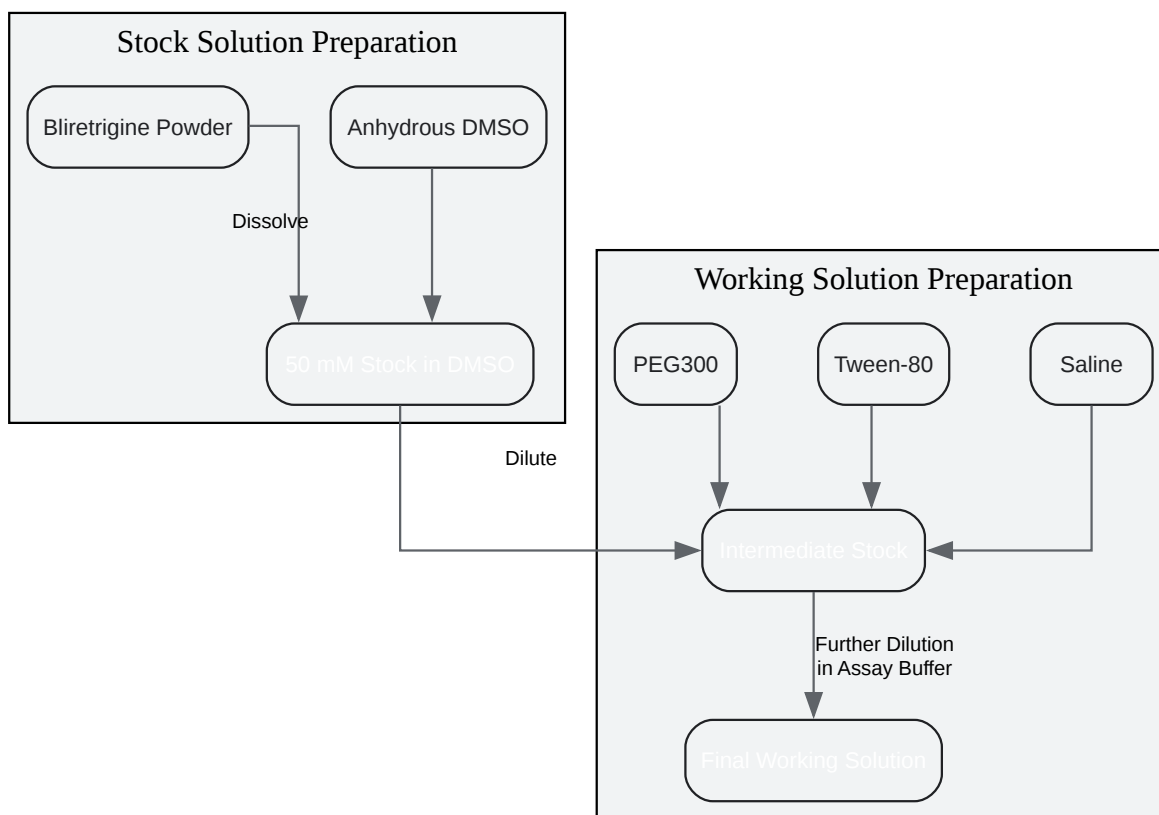 Stock Solution Preparation
Bliretrigine Powder
Anhydrous DMSO
Dissolve
50 mM Stock in DMSO
Dilute
Working Solution Preparation
PEG300
Tween-80
Saline
Intermediate Stock
Further Dilution
in Assay Buffer
Final Working Solution